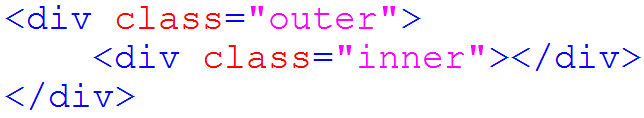 <div class="outer">
    <div class="inner"></div>
</div>